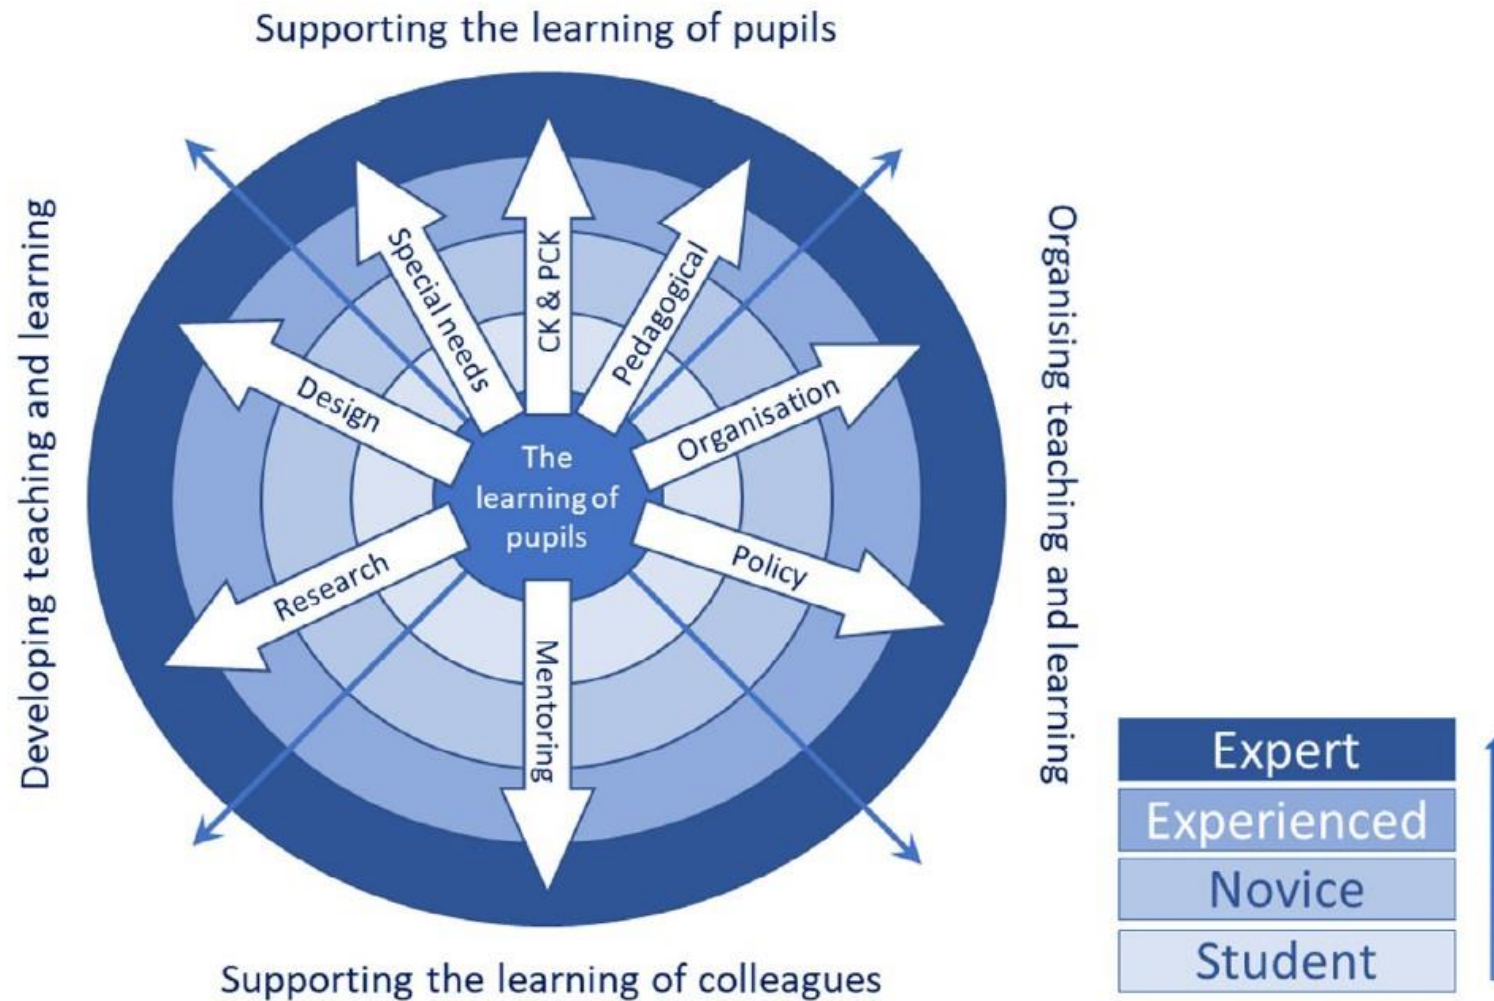 Supporting the learning of pupils
Developing teaching and learning
Organising teaching and learning
Special needs
CK & PCK
Pedagogical
Design
Organisation
The
learning of
pupils
Research
Policy
Mentoring
Supporting the learning of colleagues
Expert
Experienced
Novice
Student